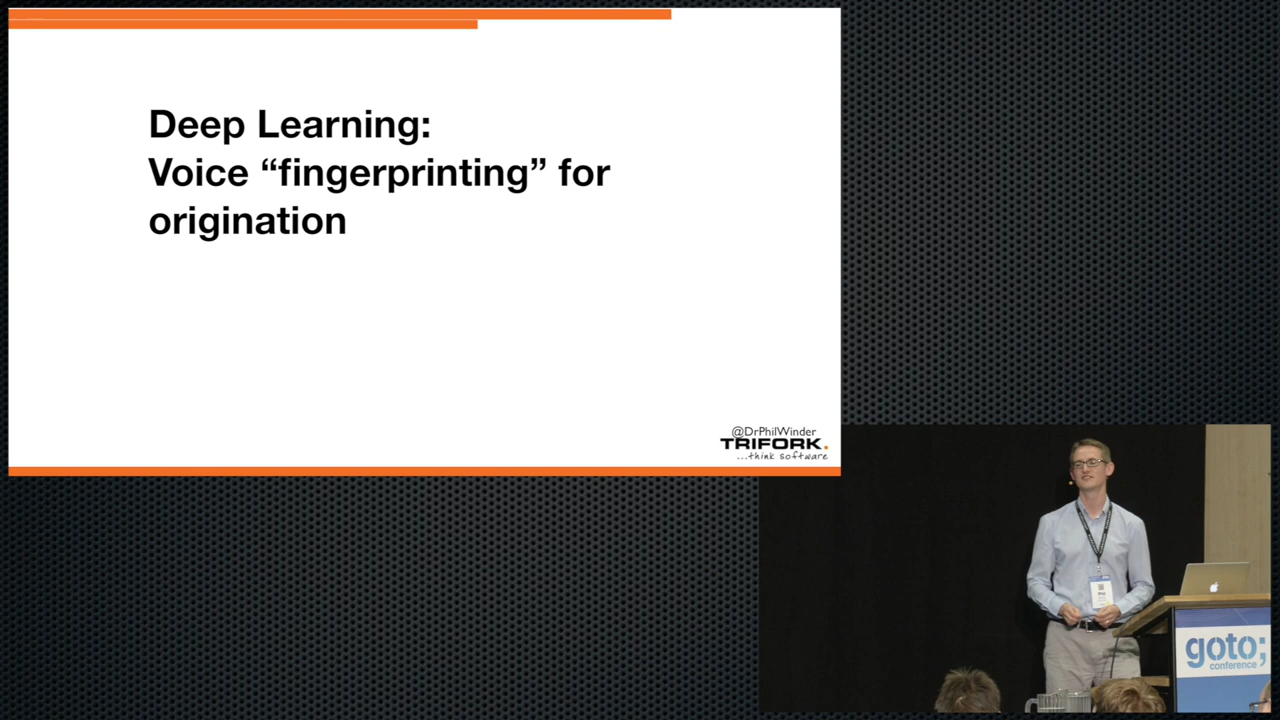 Deep Learning:
Voice “fingerprinting” for
origination
@DrPhilWinder
TRIFORK.
...think software
goto;
conference